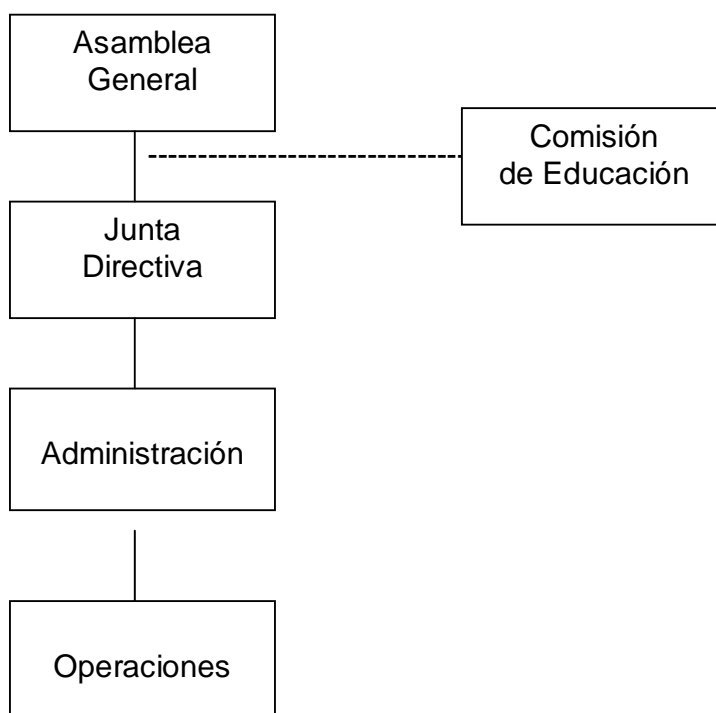 Asamblea
General
Comisión
de Educación
Junta
Directiva
Administración
Operaciones